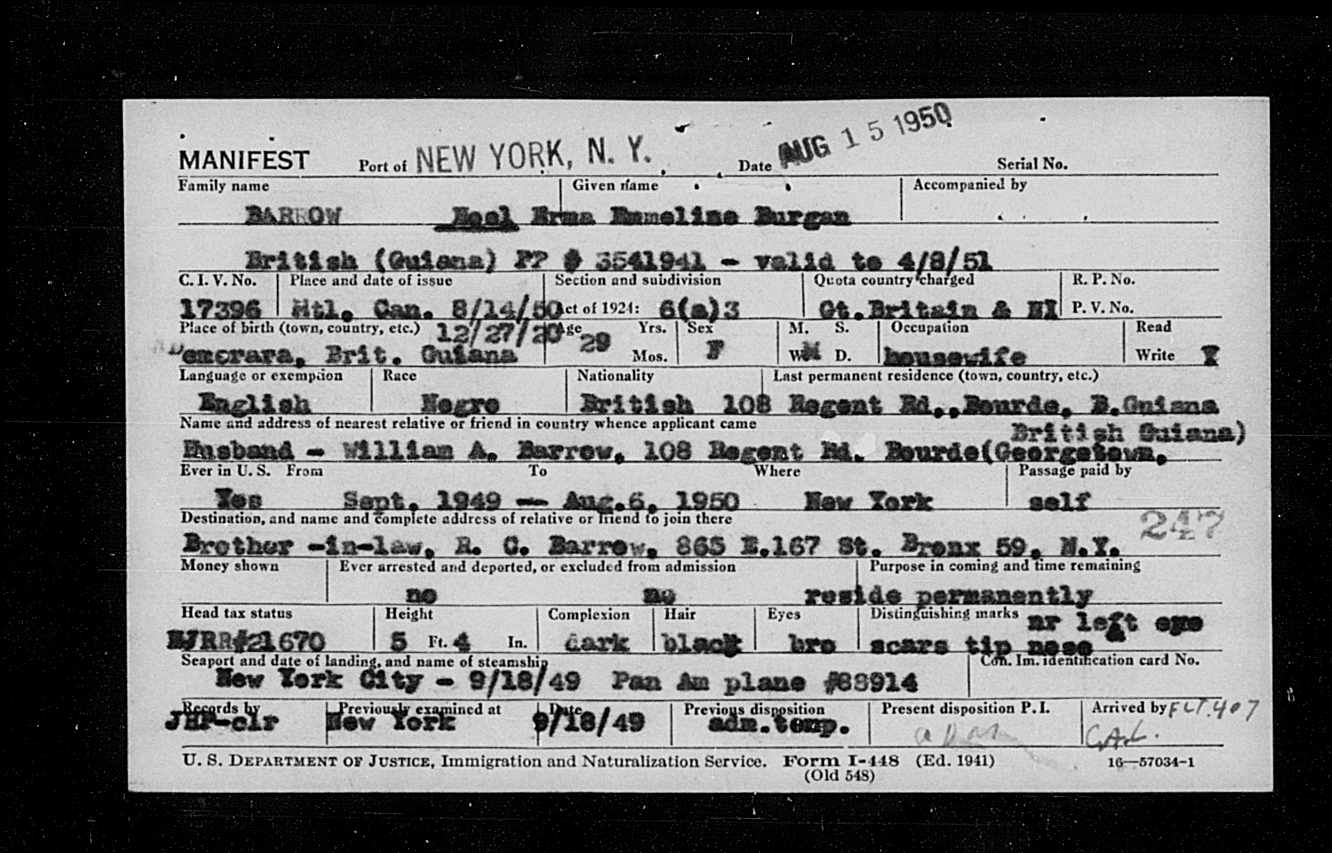 MANIFEST Port of NEW YORK, N. Y. Date AUG 15 1950 Serial No.
Family name Given name Accompanied by
BARROW Noel Erma Emmeline Burgan
British (Guiana) PP # 3541941 - valid to 4/8/51
C. I. V. No. Place and date of issue Section and subdivision Quota country charged R. P. No.
17396 Mtl, Can. 8/14/50 Act of 1924: 6(a)3 Gt.Britain & NI P. V. No.
Place of birth (town, country, etc.) 12/27/20 Age 29 Yrs. Sex M. S. Occupation Read
Demorara, Brit. Guiana Mos. F W D. housewife Write X
Language or exemption Race Nationality Last permanent residence (town, country, etc.)
English Negro British 108 Regent Rd,,Bourda, B.Guiana
Name and address of nearest relative or friend in country whence applicant came British Guiana)
Husband - William A. Barrow, 108 Regent Rd. Bourda(Georgetown,
Ever in U. S. From To Where Passage paid by
Yes Sept. 1949 -- Aug.6, 1950 New York self
Destination, and name and complete address of relative or friend to join there 247
Brother -in-law, R. C. Barrow, 865 E.167 St. Bronx 59, N.Y.
Money shown Ever arrested and deported, or excluded from admission Purpose in coming and time remaining
no no reside permanently
Head tax status Height Complexion Hair Eyes Distinguishing marks nr left eye
#21670 5 Ft. 4 In. dark black bro scars tip nose
Seaport and date of landing, and name of steamship Con. Im. identification card No.
New York City - 9/18/49 Pan Am plane #88914
Records by Previously examined at Date Previous disposition Present disposition P. I. Arrived by FLT. 407
JHP-clr New York 9/18/49 adm.temp. C.A.L.
U. S. DEPARTMENT OF JUSTICE, Immigration and Naturalization Service. Form I-448 (Ed. 1941) 16—57034-1
(Old 548)